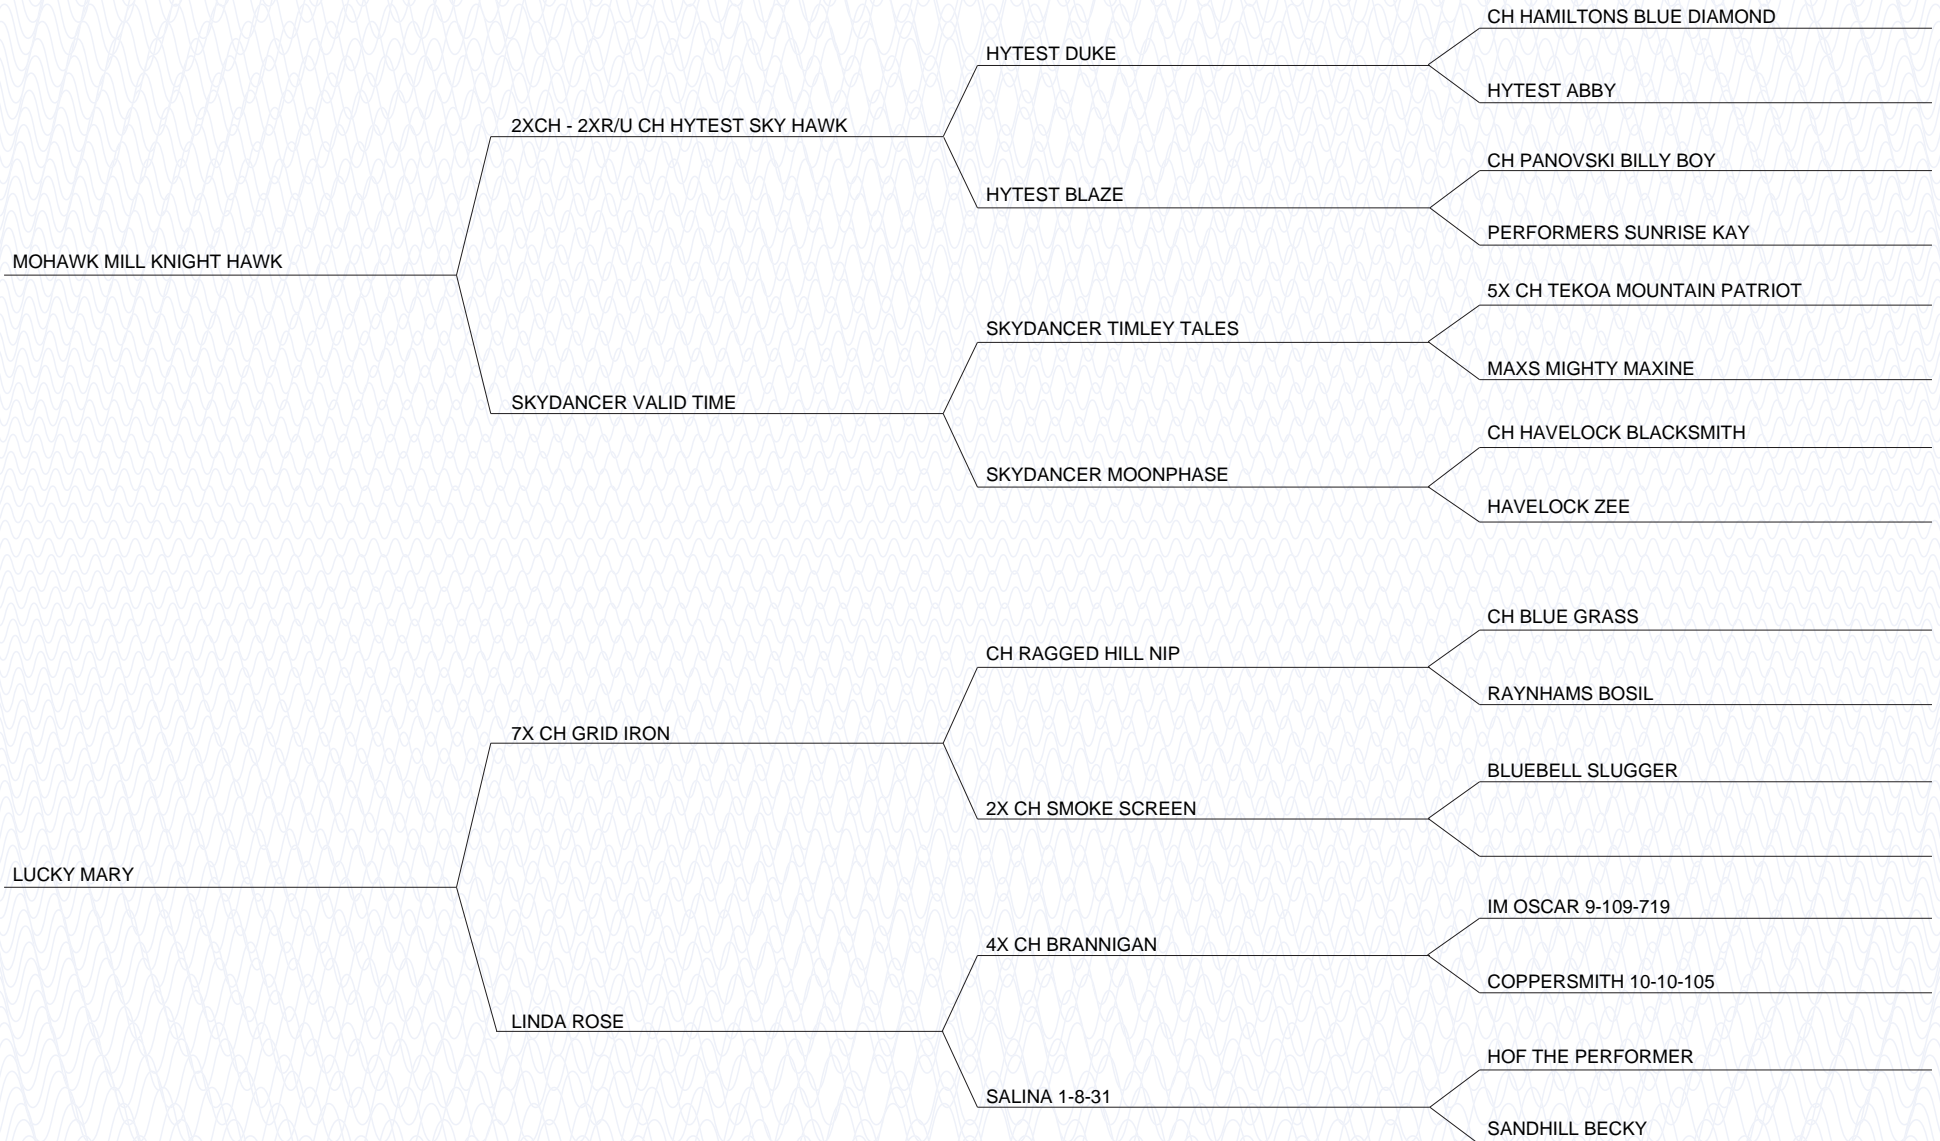 CH HAMILTONS BLUE DIAMOND
HYTEST DUKE
HYTEST ABBY
2XCH - 2XR/U CH HYTEST SKY HAWK
CH PANOVSKI BILLY BOY
HYTEST BLAZE
PERFORMERS SUNRISE KAY
MOHAWK MILL KNIGHT HAWK
5X CH TEKOA MOUNTAIN PATRIOT
SKYDANCER TIMLEY TALES
MAXS MIGHTY MAXINE
SKYDANCER VALID TIME
CH HAVELOCK BLACKSMITH
SKYDANCER MOONPHASE
HAVELOCK ZEE
CH BLUE GRASS
CH RAGGED HILL NIP
RAYNHAMS BOSIL
7X CH GRID IRON
BLUEBELL SLUGGER
2X CH SMOKE SCREEN
LUCKY MARY
IM OSCAR 9-109-719
4X CH BRANNIGAN
COPPERSMITH 10-10-105
LINDA ROSE
HOF THE PERFORMER
SALINA 1-8-31
SANDHILL BECKY